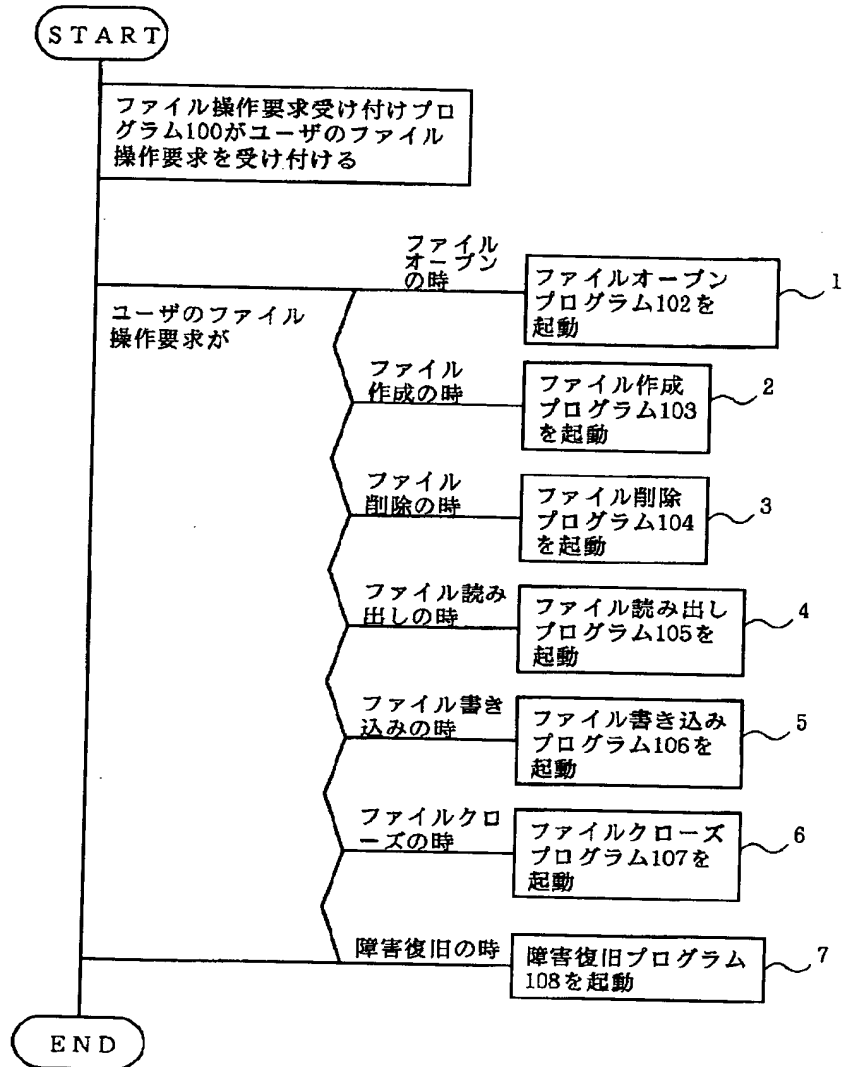 START
ファイル操作要求受け付けプロ
グラム100がユーザのファイル
操作要求を受け付ける
ユーザのファイル
操作要求が
ファイル
オープン
の時
ファイルオープン
プログラム102を
起動
1
ファイル
作成の時
ファイル作成
プログラム103
を起動
2
ファイル
削除の時
ファイル削除
プログラム104
を起動
3
ファイル読み
出しの時
ファイル読み出し
プログラム105を
起動
4
ファイル書き
込みの時
ファイル書き込み
プログラム106を
起動
5
ファイルクロ
ーズの時
ファイルクローズ
プログラム107を
起動
6
障害復旧の時
障害復旧プログラム
108を起動
7
END